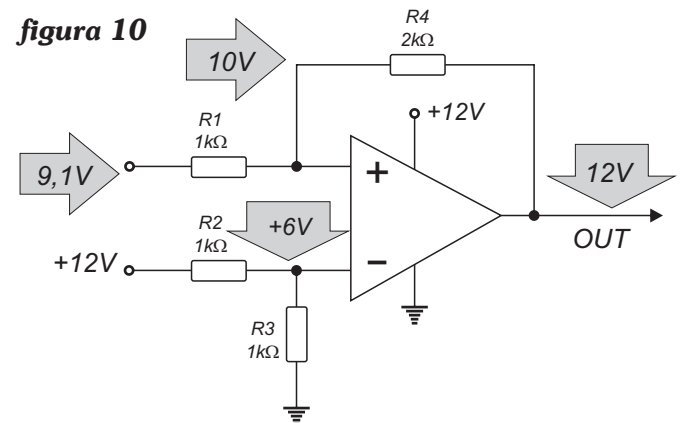 figura 10
R4
2kΩ
10V
+12V
R1
1kΩ
9,1V
+
12V
R2
1kΩ
+6V
OUT
+12V
−
R3
1kΩ